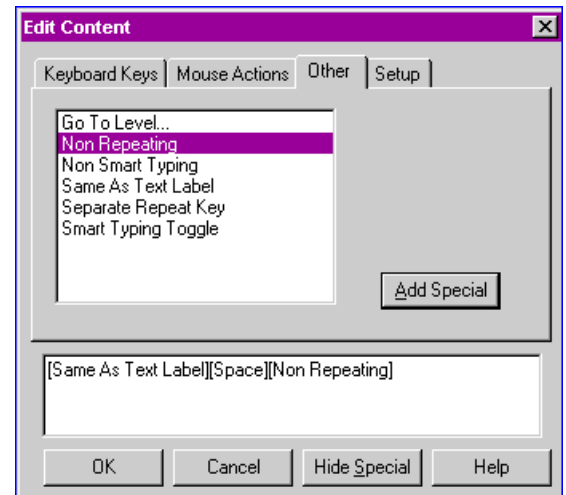 Edit Content
Keyboard Keys Mouse Actions Other Setup
Go To Level...
Non Repeating
Non Smart Typing
Same As Text Label
Separate Repeat Key
Smart Typing Toggle
Add Special
[Same As Text Label][Space][Non Repeating]
OK Cancel Hide Special Help